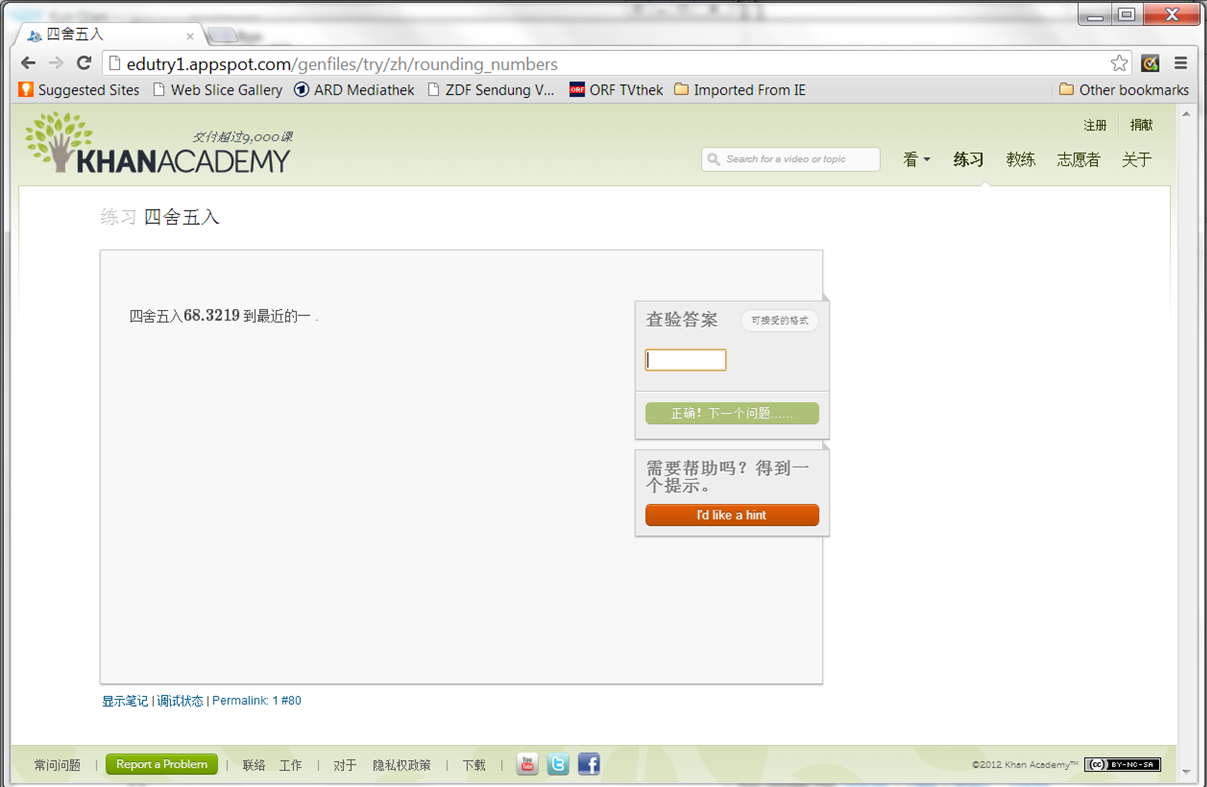 四舍五入
edutry1.appspot.com/genfiles/try/zh/rounding_numbers
Suggested Sites Web Slice Gallery ARD Mediathek ZDF Sendung V... ORF ORF TVthek Imported From IE Other bookmarks
注册 捐献
交付超过9,000课
KHANACADEMY
Search for a video or topic 看 练习 教练 志愿者 关于
练习 四舍五入
四舍五入68.3219 到最近的一 .
查验答案 可接受的格式
正确！下一个问题......
需要帮助吗？得到一
个提示。
I'd like a hint
显示笔记 | 调试状态 | Permalink: 1 #80
常问问题 | Report a Problem | 联络 工作 | 对于 隐私权政策 | 下载 | You Tube t f ©2012 Khan Academy™ cc BY-NC-SA